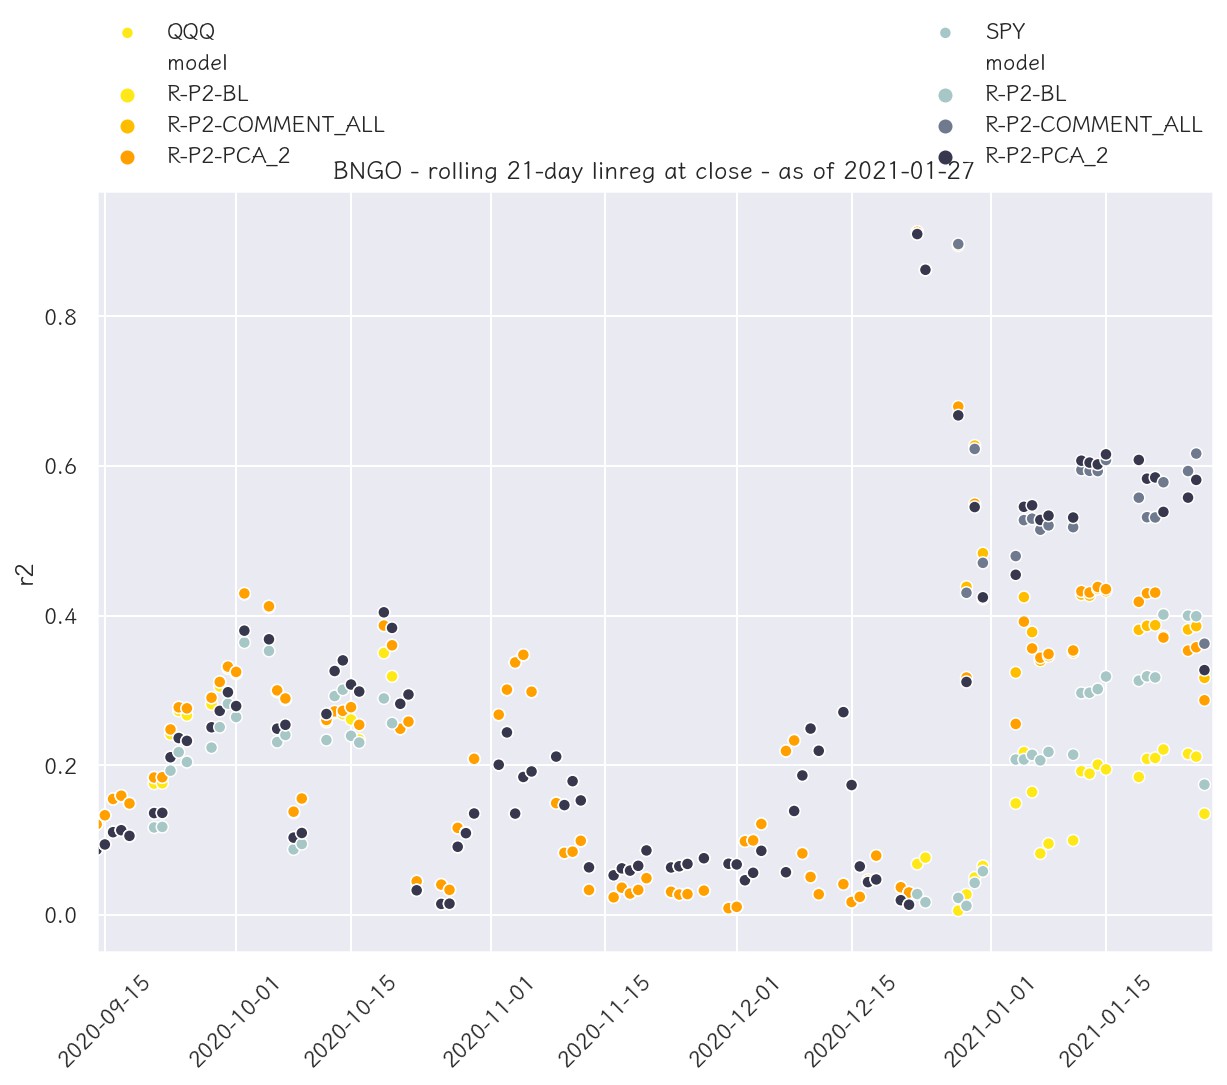 QQQ
model
R-P2-BL
R-P2-COMMENT_ALL
R-P2-PCA_2
SPY
model
R-P2-BL
R-P2-COMMENT_ALL
R-P2-PCA_2
BNGO - rolling 21-day linreg at close - as of 2021-01-27
r2
0.8
0.6
0.4
0.2
0.0
2020-09-15
2020-10-01
2020-10-15
2020-11-01
2020-11-15
2020-12-01
2020-12-15
2021-01-01
2021-01-15